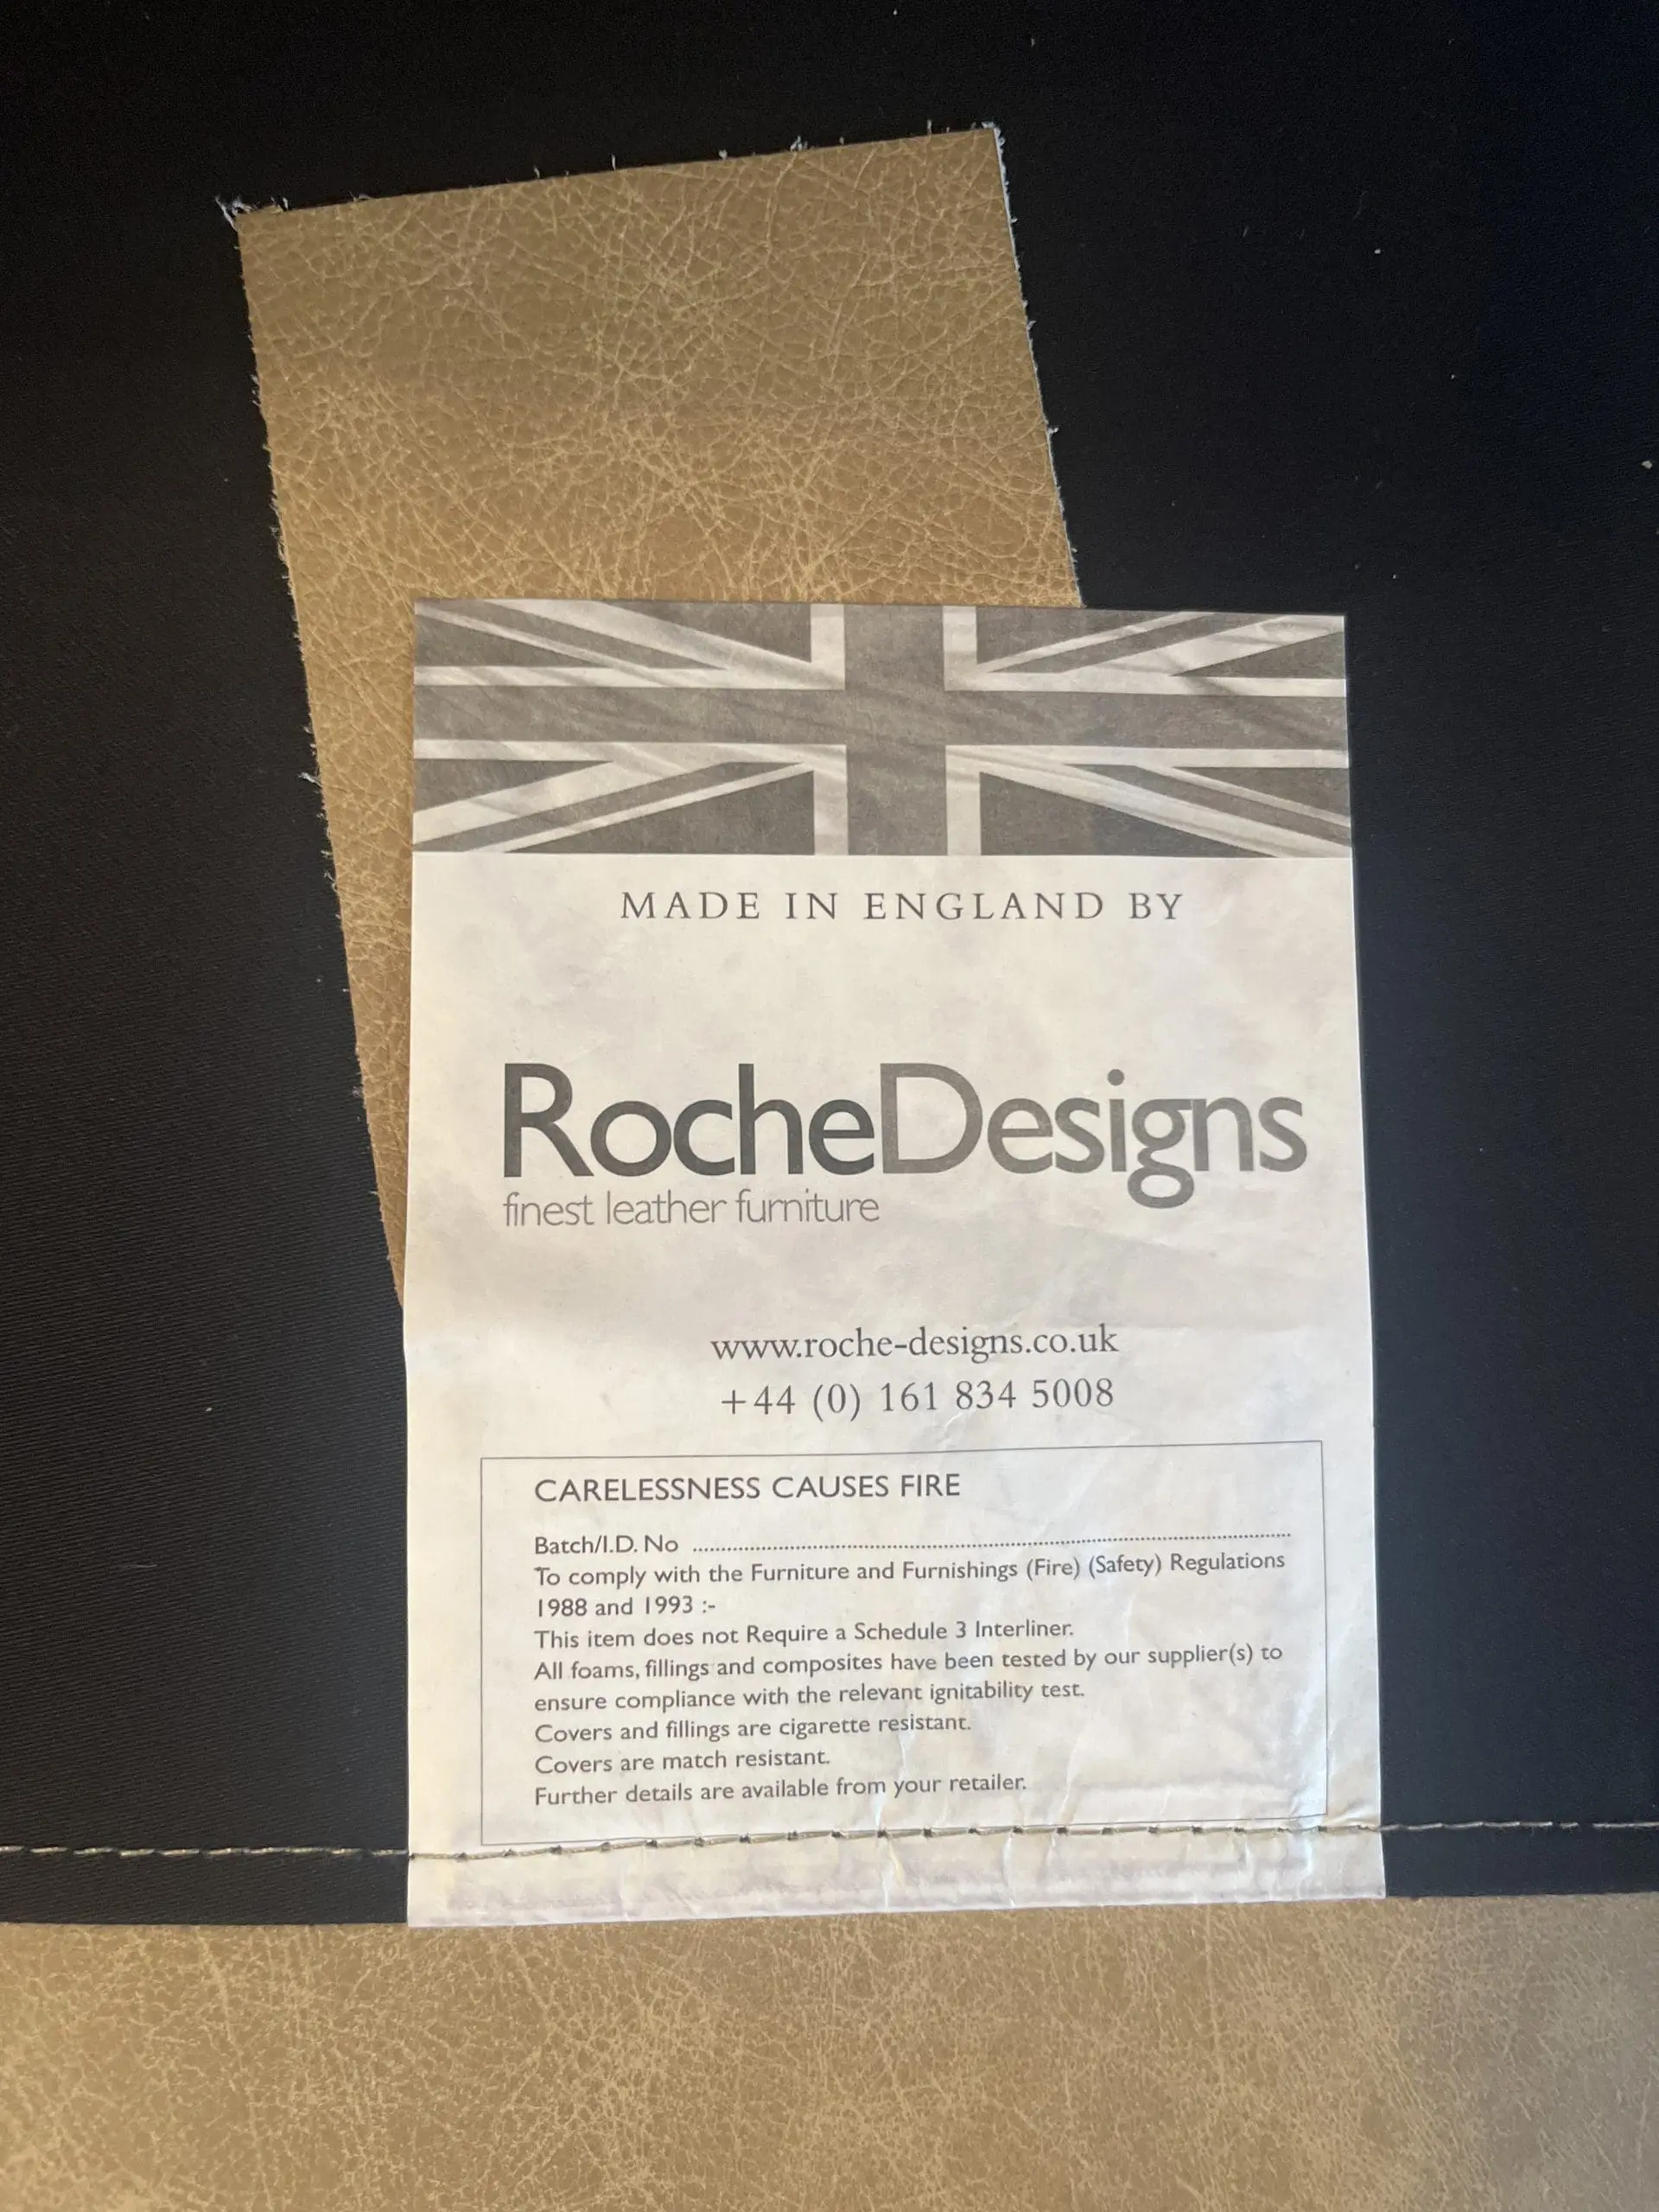 MADE IN ENGLAND BY
RocheDesigns
finest leather furniture
www.roche-designs.co.uk
+44 (0) 161 834 5008
CARELESSNESS CAUSES FIRE
Batch/I.D. No ................................................................
To comply with the Furniture and Furnishings (Fire) (Safety) Regulations
1988 and 1993 :-
This item does not Require a Schedule 3 Interliner.
All foams, fillings and composites have been tested by our supplier(s) to
ensure compliance with the relevant ignitability test.
Covers and fillings are cigarette resistant.
Covers are match resistant.
Further details are available from your retailer.